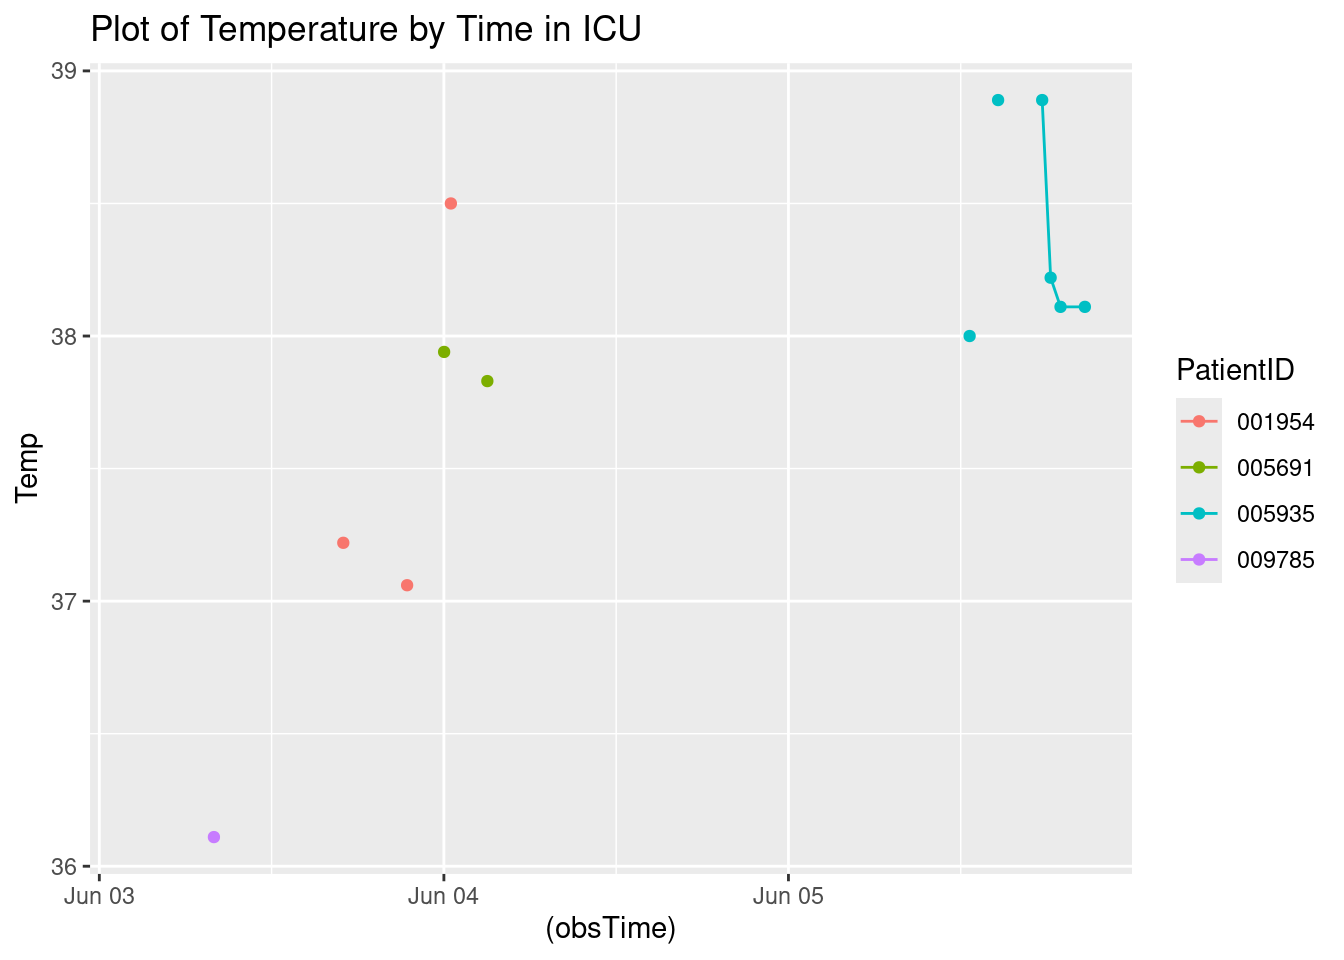 Plot of Temperature by Time in ICU
39
38
37
36
Temp
Jun 03
Jun 04
Jun 05
(obsTime)
PatientID
001954
005691
005935
009785